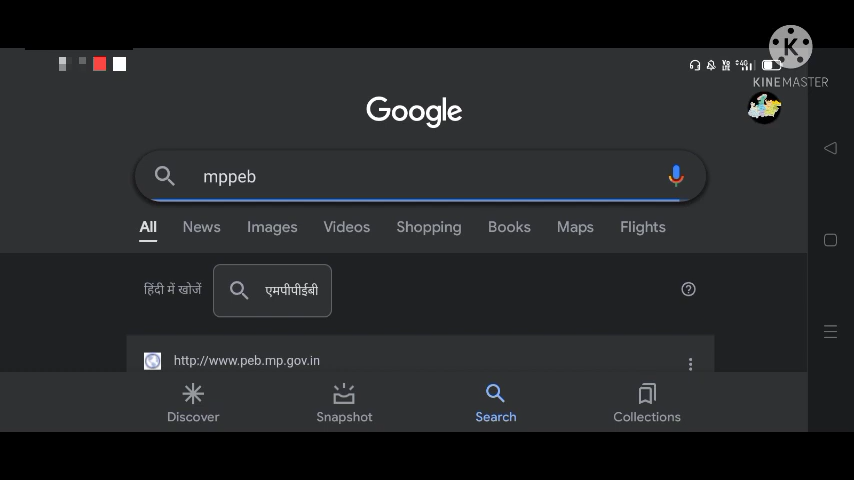 KINEMASTER
Google
mppeb
All News Images Videos Shopping Books Maps Flights
हिंदी में खोजें एमपीपीईबी
http://www.peb.mp.gov.in
Discover Snapshot Search Collections